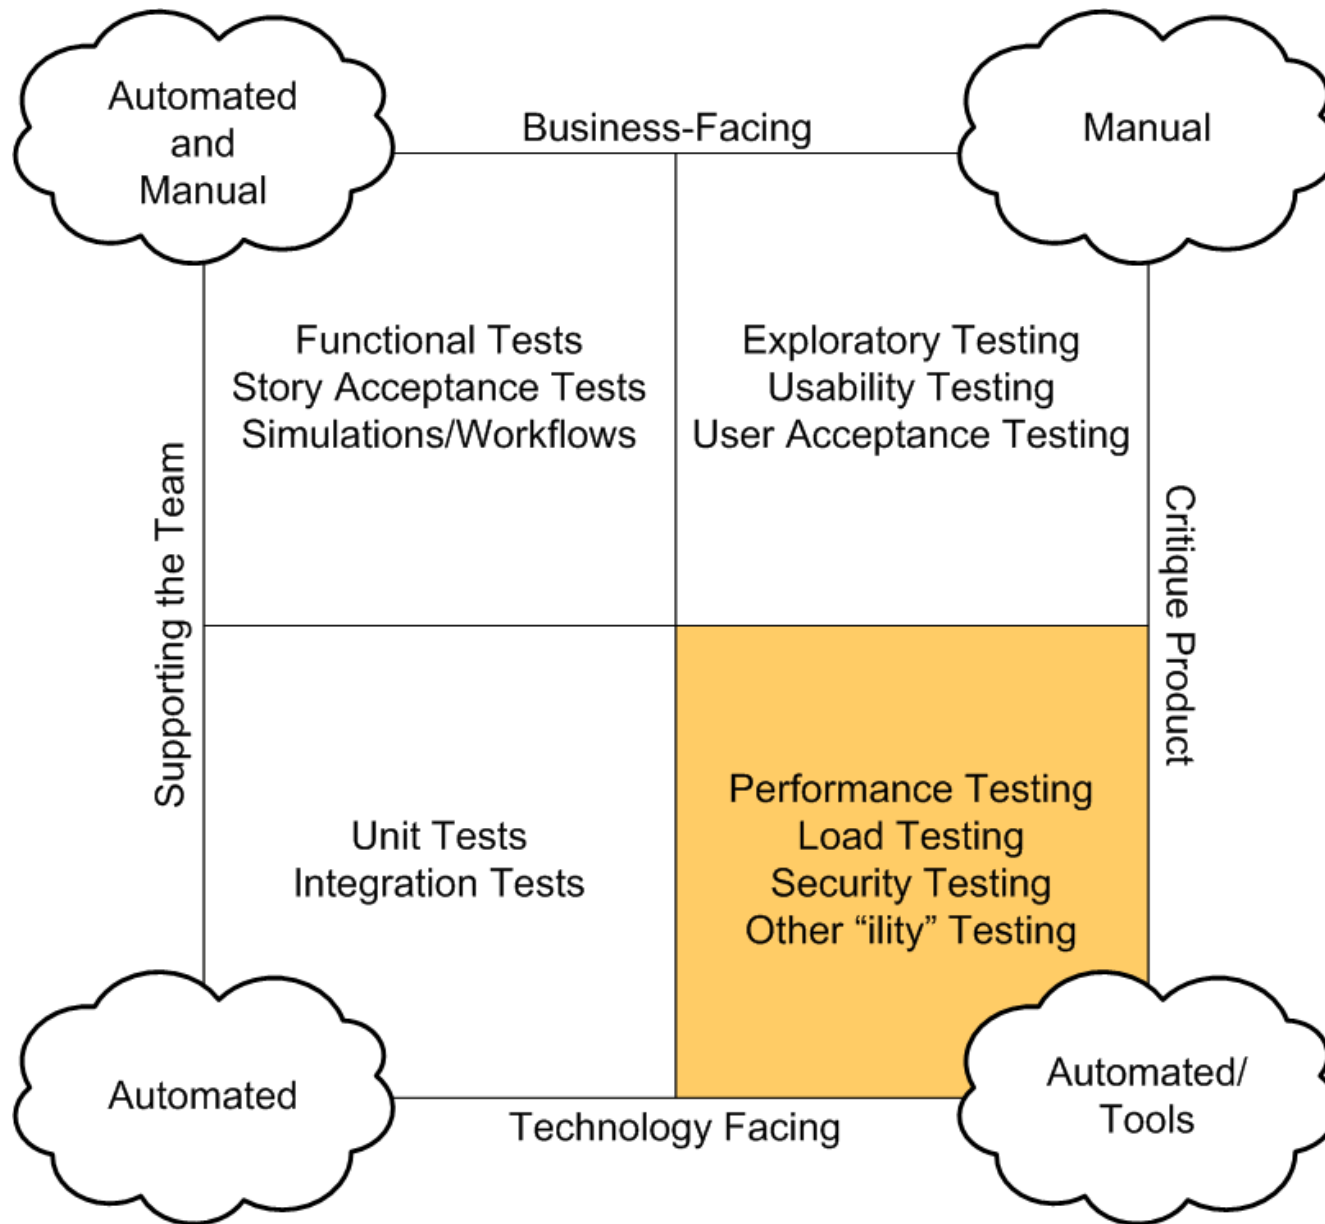 Automated
and
Manual
Business-Facing
Manual
Functional Tests
Story Acceptance Tests
Simulations/Workflows
Exploratory Testing
Usability Testing
User Acceptance Testing
Supporting the Team
Critique Product
Unit Tests
Integration Tests
Performance Testing
Load Testing
Security Testing
Other “ility” Testing
Automated
Technology Facing
Automated/
Tools